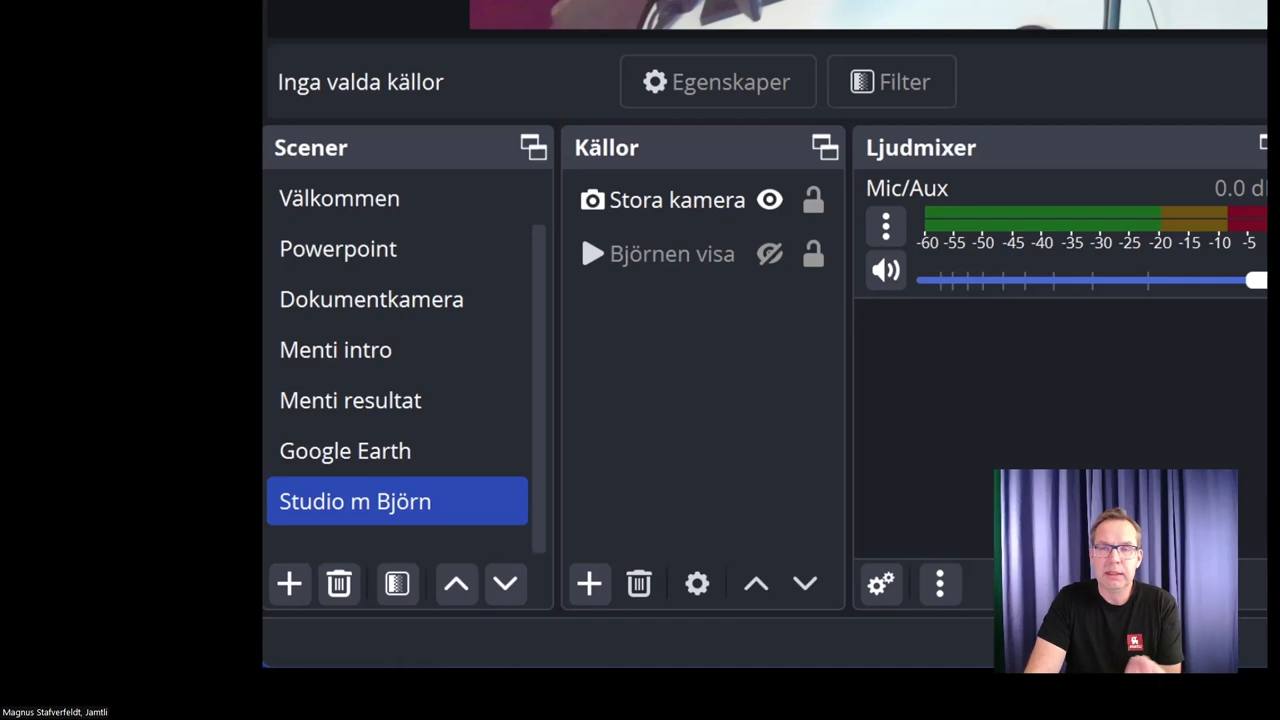 Inga valda källor
Egenskaper
Filter
Scener
Källor
Ljudmixer
Välkommen
Powerpoint
Dokumentkamera
Menti intro
Menti resultat
Google Earth
Studio m Björn
Stora kamera
Björnen visa
Mic/Aux
0.0 d
-60 -55 -50 -45 -40 -35 -30 -25 -20 -15 -10 -5
Magnus Stafverfeldt, Jamtli